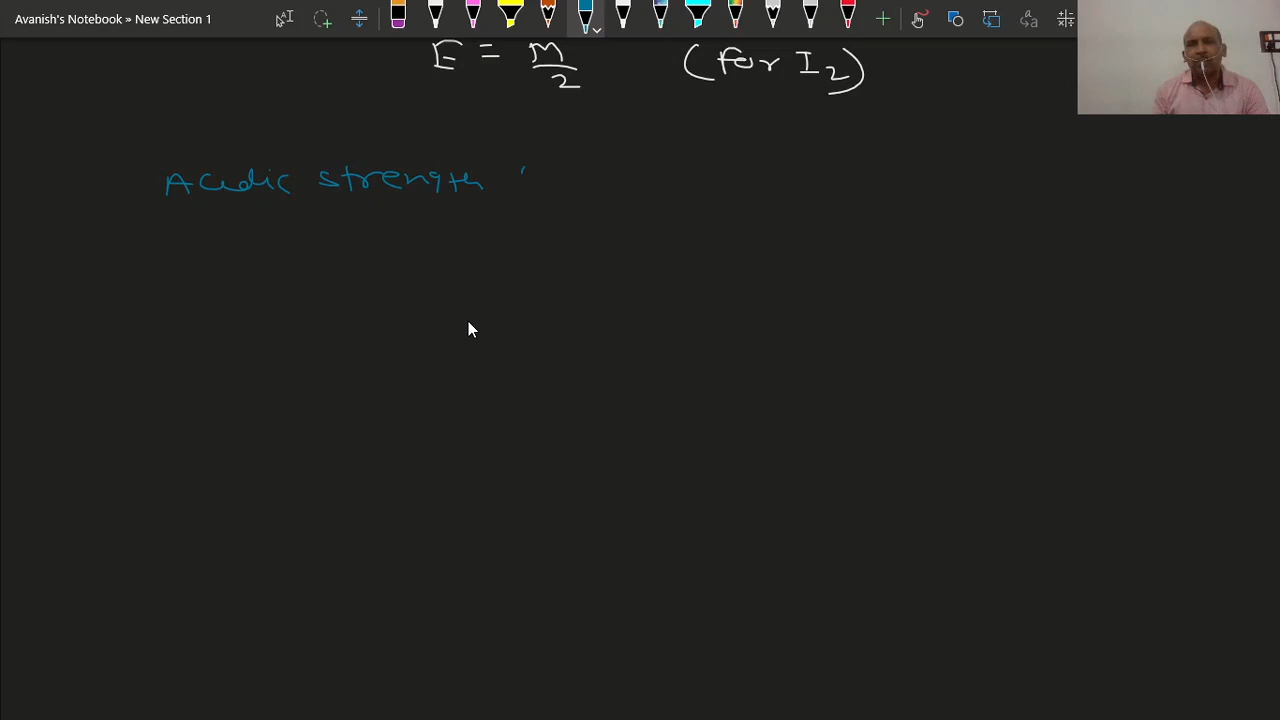 Avanish's Notebook » New Section 1
E = M/2 (for I2)
Acidic strength